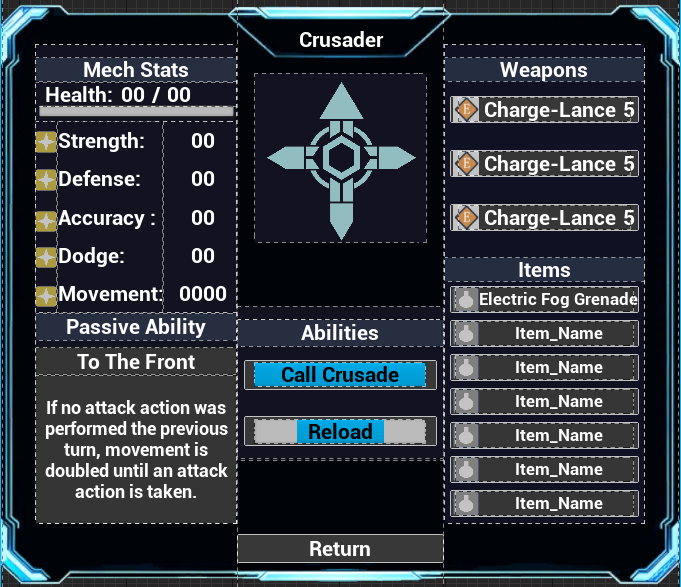 Crusader
Mech Stats
Health: 00 / 00
Strength: 00
Defense: 00
Accuracy : 00
Dodge: 00
Movement: 0000
Passive Ability
To The Front
If no attack action was
performed the previous
turn, movement is
doubled until an attack
action is taken.
Abilities
Call Crusade
Reload
Return
Weapons
E Charge-Lance 5
E Charge-Lance 5
E Charge-Lance 5
Items
Electric Fog Grenade
Item_Name
Item_Name
Item_Name
Item_Name
Item_Name
Item_Name